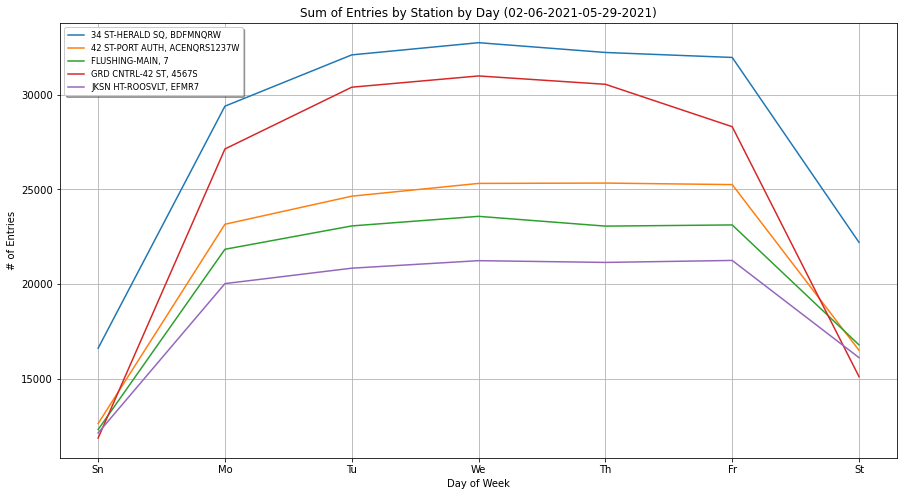 Sum of Entries by Station by Day (02-06-2021-05-29-2021)
34 ST-HERALD SQ, BDFMNQRW
42 ST-PORT AUTH, ACENQRS1237W
FLUSHING-MAIN, 7
GRD CNTRL-42 ST, 4567S
JKSN HT-ROOSVLT, EFMR7
# of Entries
30000
25000
20000
15000
Sn Mo Tu We Th Fr St
Day of Week